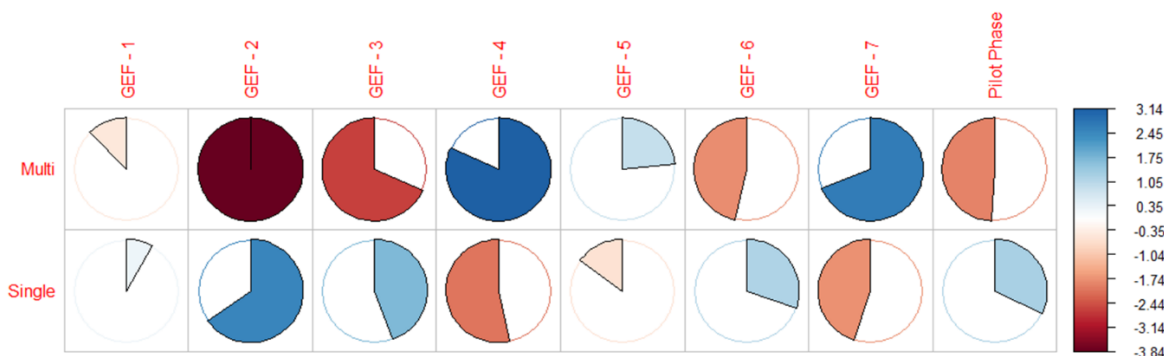 GEF - 1
GEF - 2
GEF - 3
GEF - 4
GEF - 5
GEF - 6
GEF - 7
Pilot Phase
Multi
Single
3.14
2.44
1.75
1.05
0.35
-0.35
-1.04
-1.74
-2.44
-3.14
-3.84